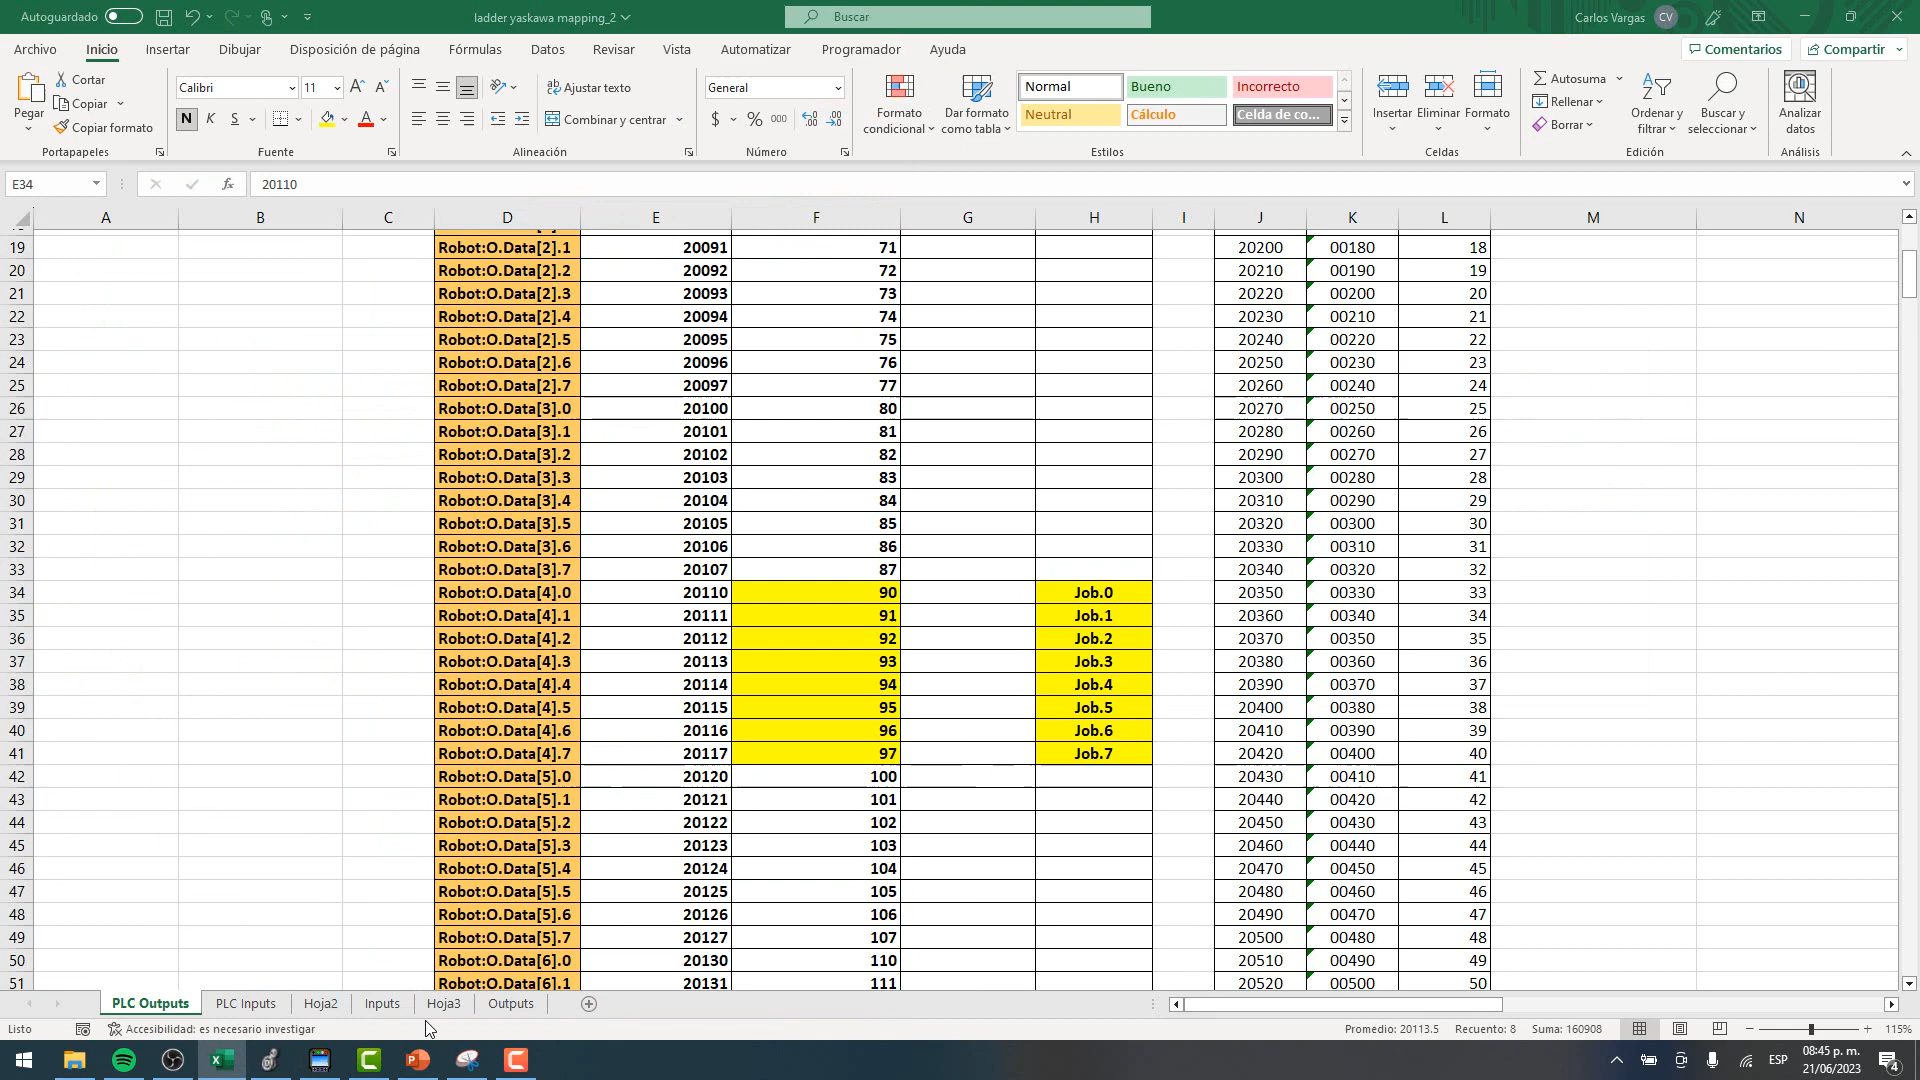 Autoguardado
ladder yaskawa mapping_2
Buscar
Carlos Vargas CV
Archivo Inicio Insertar Dibujar Disposición de página Fórmulas Datos Revisar Vista Automatizar Programador Ayuda Comentarios Compartir
Pegar
Cortar
Copiar
Copiar formato
Portapapeles
Calibri 11
N K S
Fuente
Ajustar texto
Combinar y centrar
Alineación
General
$ % 000
Número
Formato condicional
Dar formato como tabla
Normal Bueno Incorrecto
Neutral Cálculo Celda de co...
Estilos
Insertar Eliminar Formato
Celdas
Autosuma
Rellenar
Borrar
Ordenar y filtrar
Buscar y seleccionar
Edición
Analizar datos
Análisis
E34 fx 20110
A B C D E F G H I J K L M N
19 Robot:O.Data[2].1 20091 71 20200 00180 18
20 Robot:O.Data[2].2 20092 72 20210 00190 19
21 Robot:O.Data[2].3 20093 73 20220 00200 20
22 Robot:O.Data[2].4 20094 74 20230 00210 21
23 Robot:O.Data[2].5 20095 75 20240 00220 22
24 Robot:O.Data[2].6 20096 76 20250 00230 23
25 Robot:O.Data[2].7 20097 77 20260 00240 24
26 Robot:O.Data[3].0 20100 80 20270 00250 25
27 Robot:O.Data[3].1 20101 81 20280 00260 26
28 Robot:O.Data[3].2 20102 82 20290 00270 27
29 Robot:O.Data[3].3 20103 83 20300 00280 28
30 Robot:O.Data[3].4 20104 84 20310 00290 29
31 Robot:O.Data[3].5 20105 85 20320 00300 30
32 Robot:O.Data[3].6 20106 86 20330 00310 31
33 Robot:O.Data[3].7 20107 87 20340 00320 32
34 Robot:O.Data[4].0 20110 90 Job.0 20350 00330 33
35 Robot:O.Data[4].1 20111 91 Job.1 20360 00340 34
36 Robot:O.Data[4].2 20112 92 Job.2 20370 00350 35
37 Robot:O.Data[4].3 20113 93 Job.3 20380 00360 36
38 Robot:O.Data[4].4 20114 94 Job.4 20390 00370 37
39 Robot:O.Data[4].5 20115 95 Job.5 20400 00380 38
40 Robot:O.Data[4].6 20116 96 Job.6 20410 00390 39
41 Robot:O.Data[4].7 20117 97 Job.7 20420 00400 40
42 Robot:O.Data[5].0 20120 100 20430 00410 41
43 Robot:O.Data[5].1 20121 101 20440 00420 42
44 Robot:O.Data[5].2 20122 102 20450 00430 43
45 Robot:O.Data[5].3 20123 103 20460 00440 44
46 Robot:O.Data[5].4 20124 104 20470 00450 45
47 Robot:O.Data[5].5 20125 105 20480 00460 46
48 Robot:O.Data[5].6 20126 106 20490 00470 47
49 Robot:O.Data[5].7 20127 107 20500 00480 48
50 Robot:O.Data[6].0 20130 110 20510 00490 49
51 Robot:O.Data[6].1 20131 111 20520 00500 50
PLC Outputs PLC Inputs Hoja2 Inputs Hoja3 Outputs
Listo Accesibilidad: es necesario investigar Promedio: 20113.5 Recuento: 8 Suma: 160908 115%
ESP
08:45 p. m.
21/06/2023
4